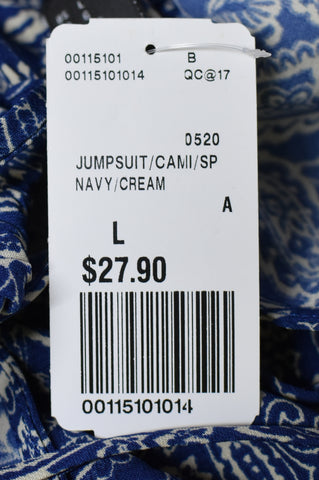 00115101 B
00115101014 QC@17
0520
JUMPSUIT/CAMI/SP
NAVY/CREAM
A
L
$27.90
00115101014